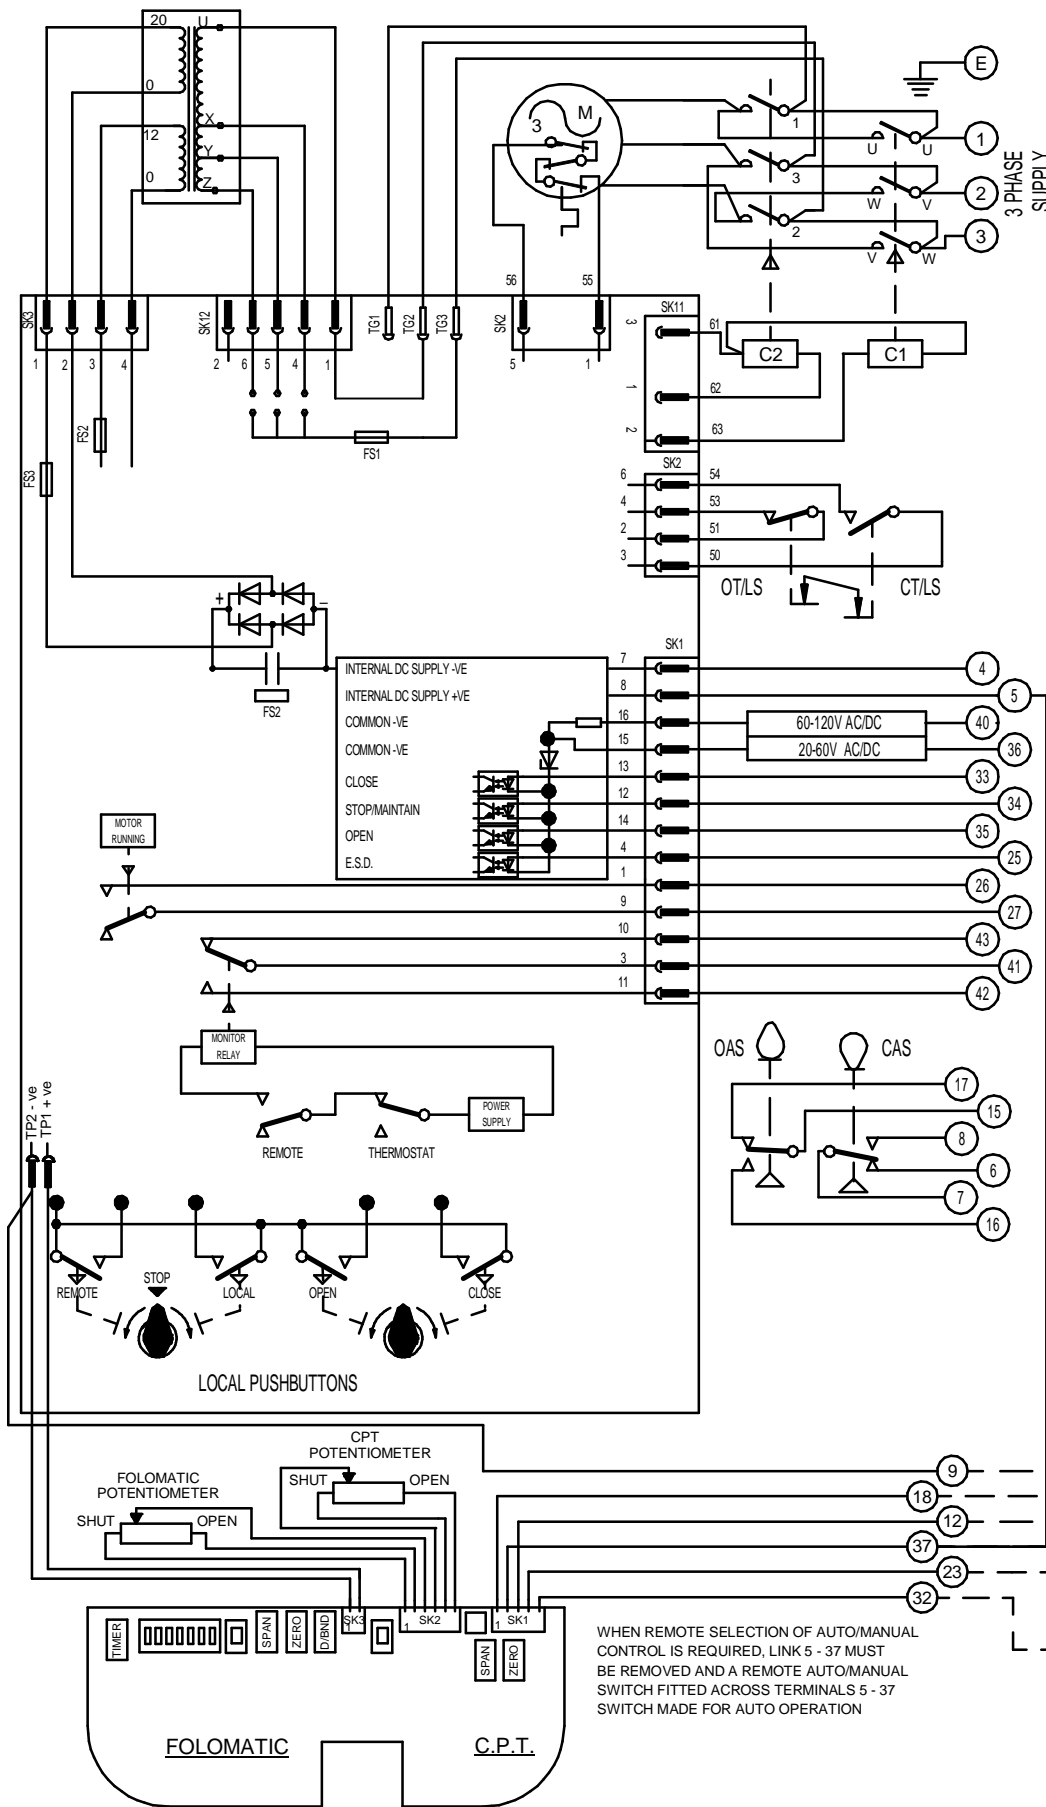 20
U
0
X
12
Y
0
Z
3
M
E
1
U
U
1
3
W
V
2
2
V
W
3
3 PHASE
SUPPLY
56
55
SK3
SK12
TG1
TG2
TG3
SK2
SK11
1
2
3
4
2
6
5
4
1
5
1
3
61
C2
C1
1
62
2
63
FS2
FS1
FS3
SK2
6
54
4
53
2
51
3
50
OT/LS
CT/LS
+
–
FS2
SK1
INTERNAL DC SUPPLY -VE
7
4
INTERNAL DC SUPPLY +VE
8
5
COMMON -VE
16
60-120V AC/DC
40
COMMON -VE
15
20-60V AC/DC
36
CLOSE
13
33
STOP/MAINTAIN
12
34
OPEN
14
35
E.S.D.
4
25
MOTOR
RUNNING
1
26
9
27
10
43
3
41
11
42
MONITOR
RELAY
POWER
SUPPLY
REMOTE
THERMOSTAT
OAS
CAS
17
15
8
6
7
16
TP2 - ve
TP1 + ve
REMOTE
STOP
LOCAL
OPEN
CLOSE
LOCAL PUSHBUTTONS
CPT
POTENTIOMETER
SHUT
OPEN
FOLOMATIC
POTENTIOMETER
SHUT
OPEN
9
18
12
37
23
32
TIMER
SPAN
ZERO
D/BND
SK3
1
SK2
1
SK1
1
SPAN
ZERO
WHEN REMOTE SELECTION OF AUTO/MANUAL
CONTROL IS REQUIRED, LINK 5 - 37 MUST
BE REMOVED AND A REMOTE AUTO/MANUAL
SWITCH FITTED ACROSS TERMINALS 5 - 37
SWITCH MADE FOR AUTO OPERATION
FOLOMATIC
C.P.T.